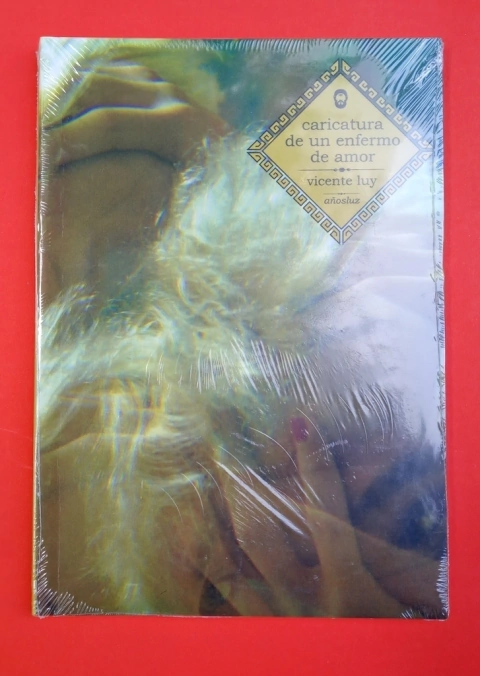 caricatura
de un enfermo
de amor
vicente luy
añosluz